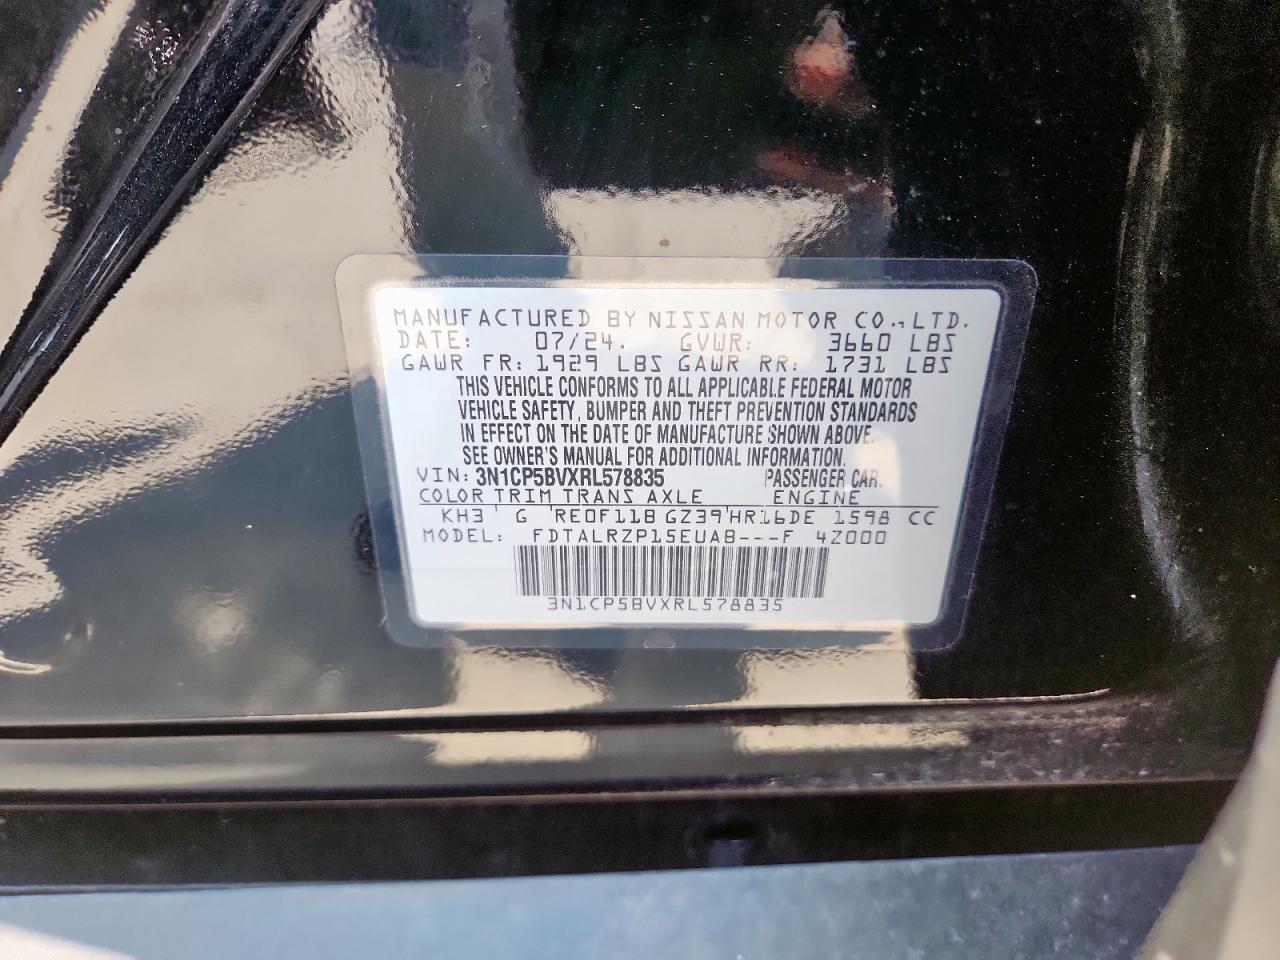 MANUFACTURED BY NISSAN MOTOR CO.,LTD.
DATE: 07/24. GVWR: 3660 LBS
GAWR FR: 1929 LBS GAWR RR: 1731 LBS
THIS VEHICLE CONFORMS TO ALL APPLICABLE FEDERAL MOTOR
VEHICLE SAFETY, BUMPER AND THEFT PREVENTION STANDARDS
IN EFFECT ON THE DATE OF MANUFACTURE SHOWN ABOVE.
SEE OWNER'S MANUAL FOR ADDITIONAL INFORMATION.
VIN: 3N1CP5BVXRL578835 PASSENGER CAR.
COLOR TRIM TRANS AXLE ENGINE
KH3 G RE0F11B GZ39 HR16DE 1598 CC
MODEL: FDTALRZP15EUAB---F 4Z000
3N1CP5BVXRL578835